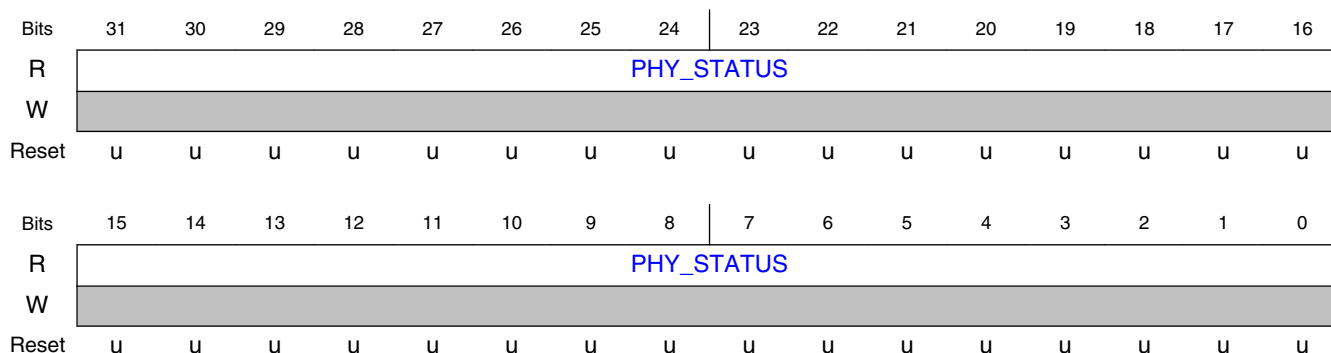 Bits 31 30 29 28 27 26 25 24 23 22 21 20 19 18 17 16
R PHY_STATUS
W
Reset u u u u u u u u u u u u u u u u
Bits 15 14 13 12 11 10 9 8 7 6 5 4 3 2 1 0
R PHY_STATUS
W
Reset u u u u u u u u u u u u u u u u